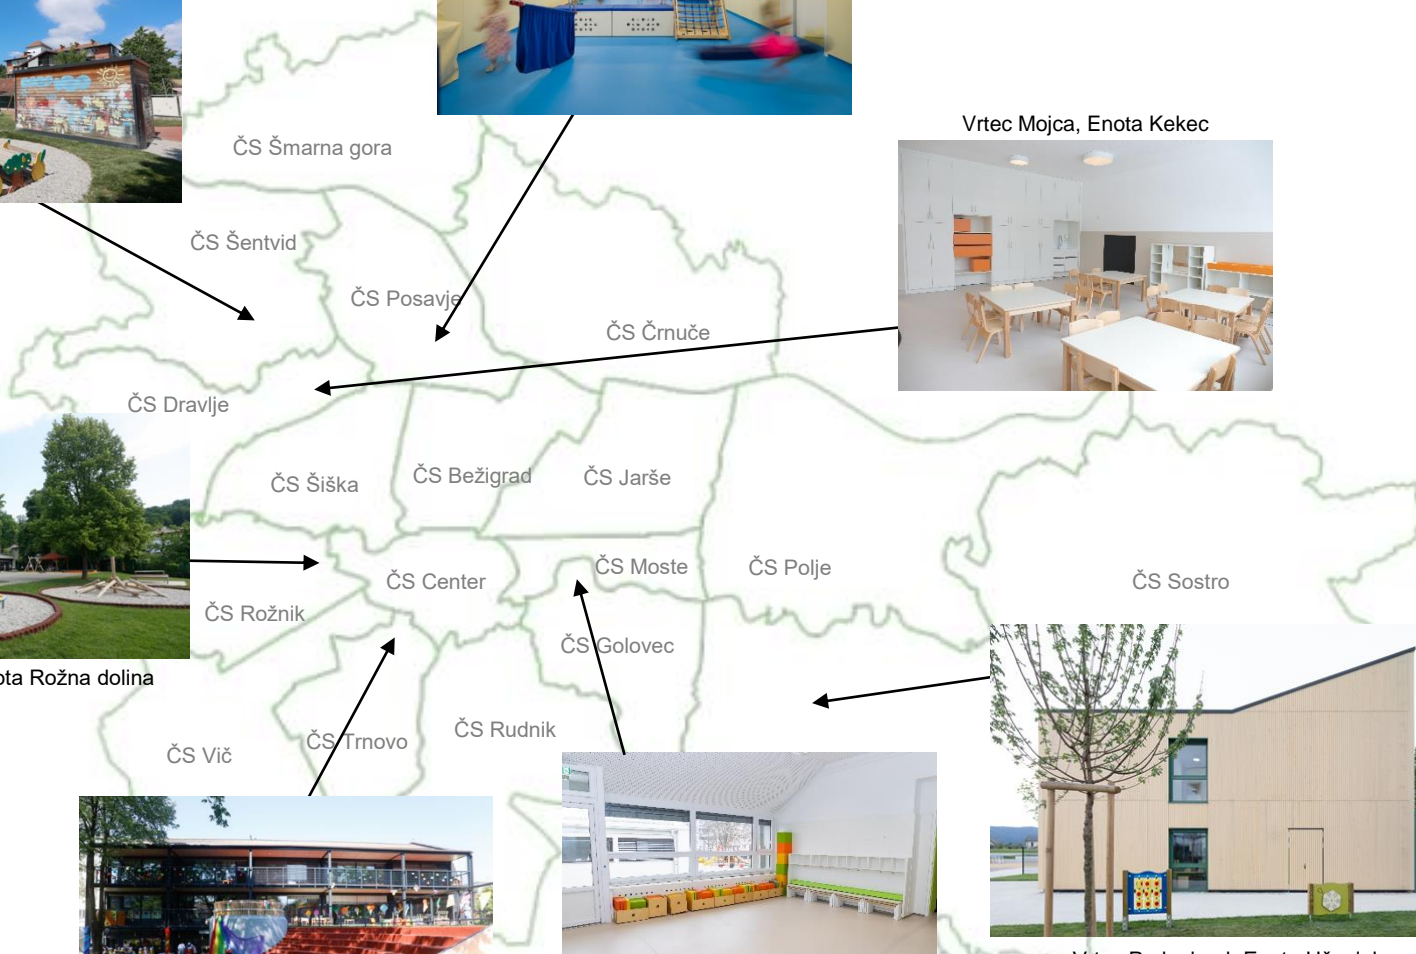 Vrtec Mojca, Enota Kekec
ČS Šmarna gora
ČS Šentvid
ČS Posavje
ČS Črnuče
ČS Dravlje
ČS Šiška
ČS Bežigrad
ČS Jarše
ČS Moste
ČS Polje
ČS Center
ČS Sostro
ČS Rožnik
ČS Golovec
Rožna dolina
ČS Rudnik
ČS Trnovo
ČS Vič